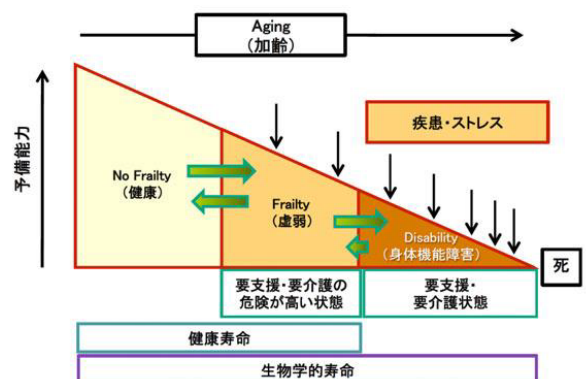 Aging
(加齢)
予備能力
疾患・ストレス
No Frailty
(健康)
Frailty
(虚弱)
Disability
(身体機能障害)
死
要支援・要介護の
危険が高い状態
要支援・
要介護状態
健康寿命
生物学的寿命